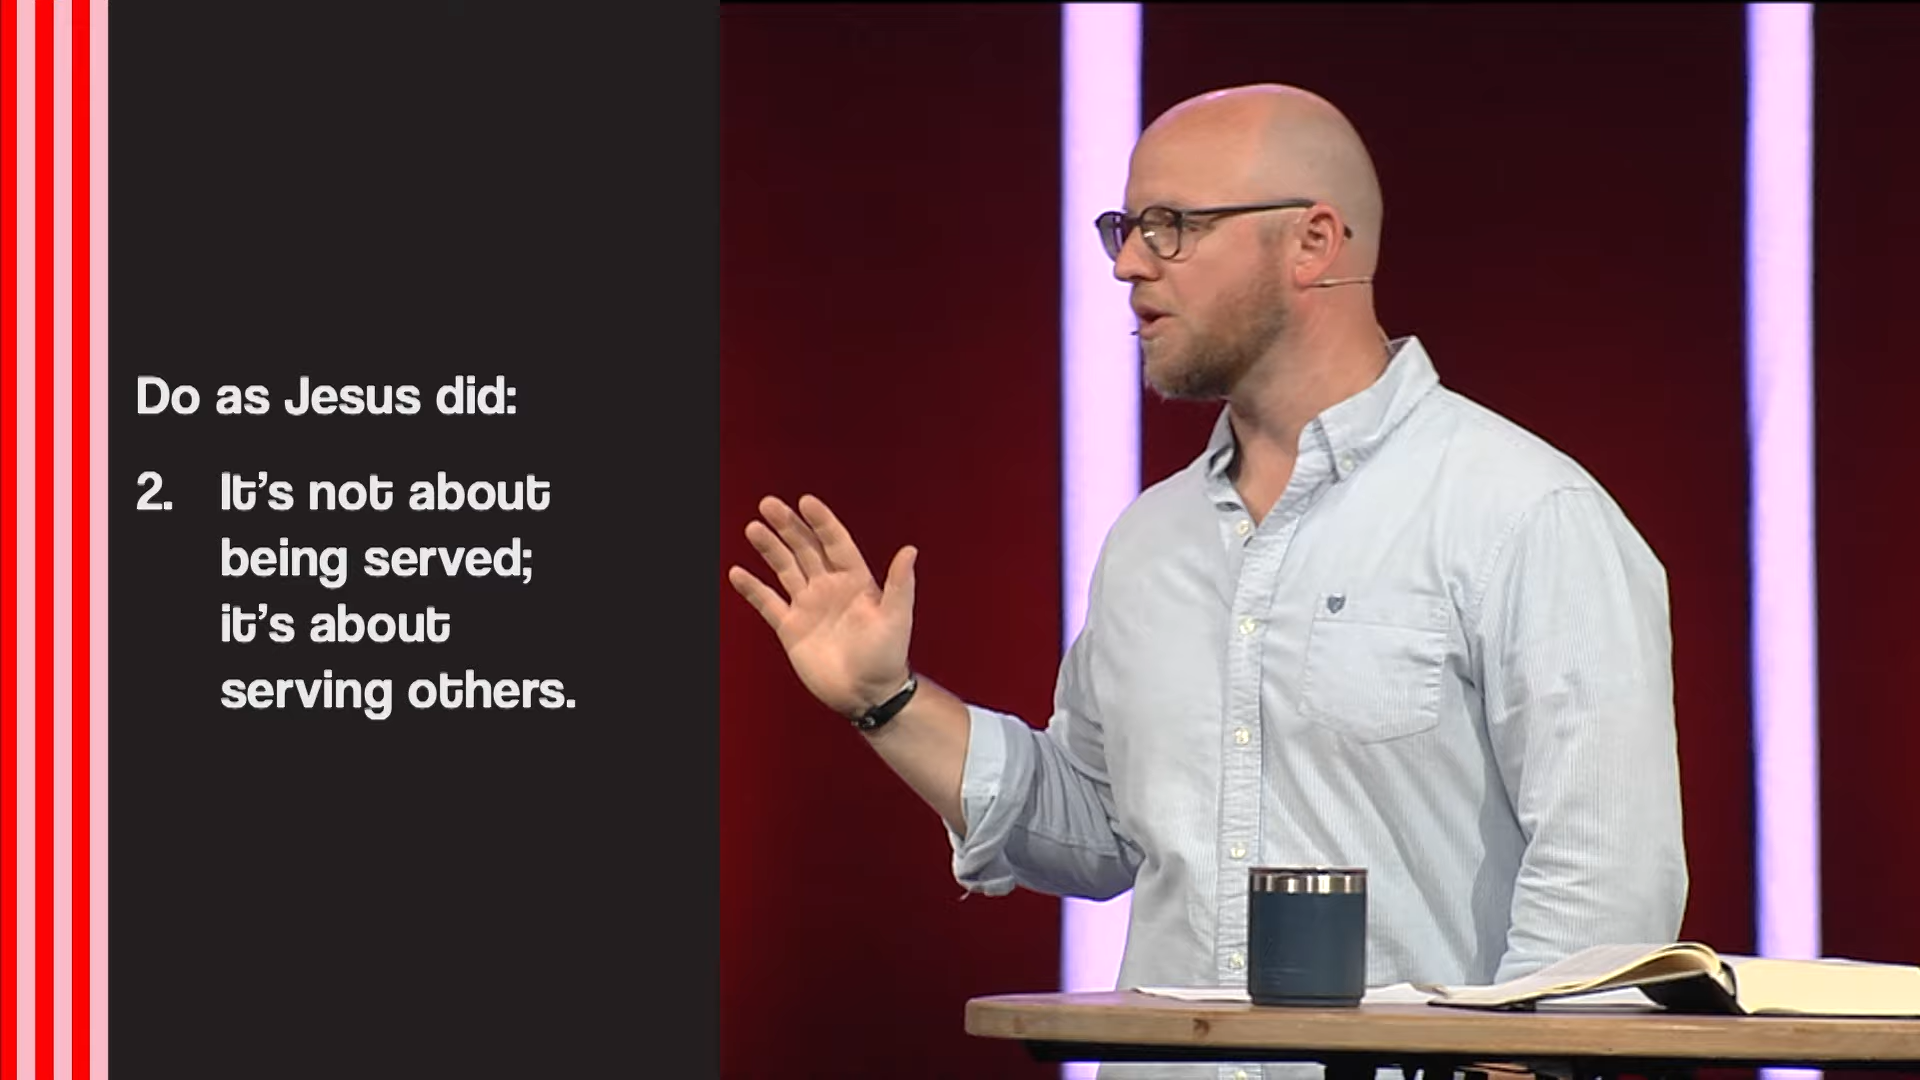 Do as Jesus did:
2. It's not about
being served;
it's about
serving others.